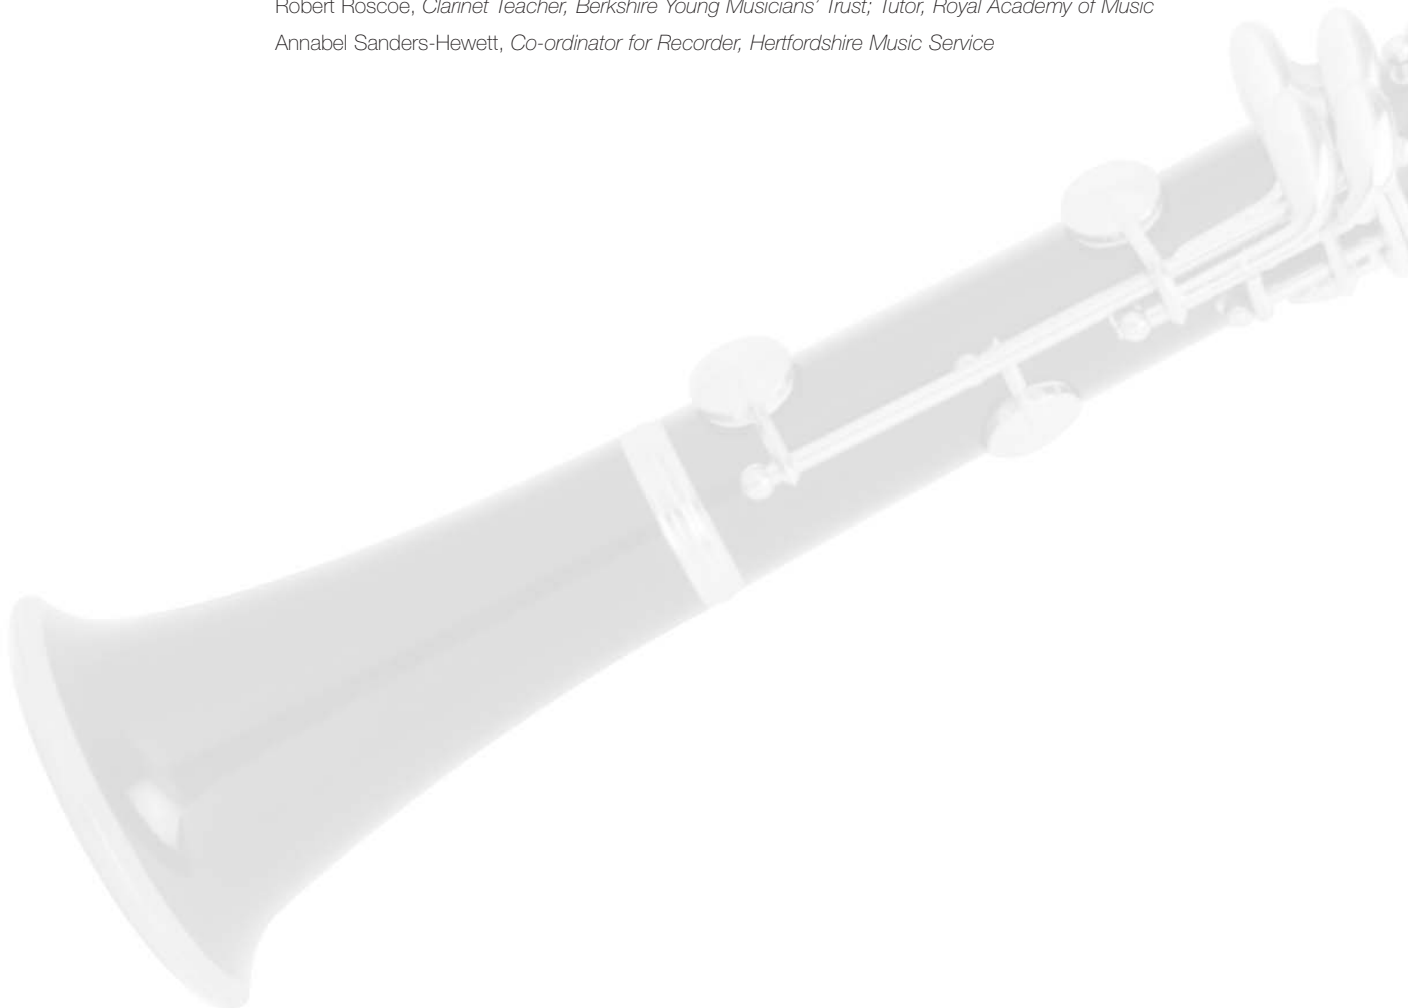 Robert Roscoe, Clarinet Teacher, Berkshire Young Musicians' Trust; Tutor, Royal Academy of Music
Annabel Sanders-Hewett, Co-ordinator for Recorder, Hertfordshire Music Service